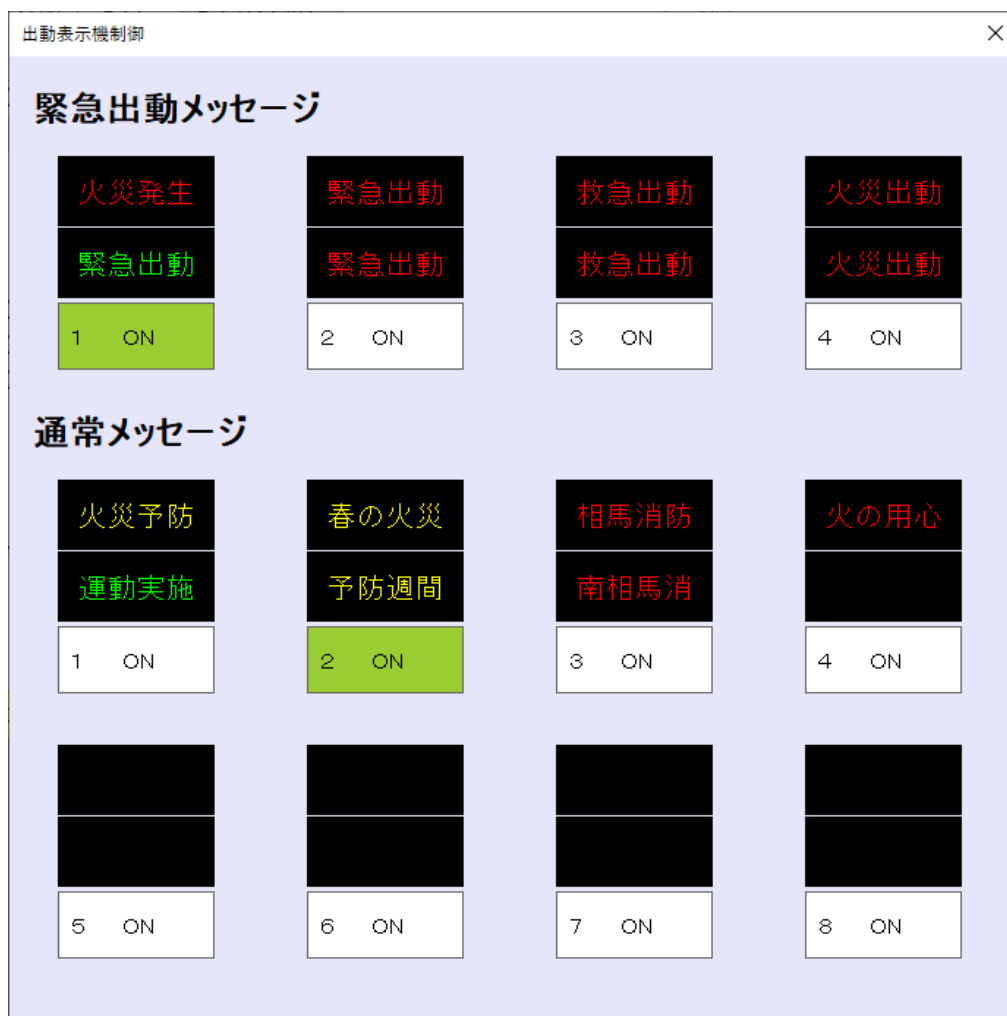 出動表示機制御
緊急出動メッセージ
火災発生 緊急出動 救急出動 火災出動
緊急出動 緊急出動 救急出動 火災出動
1 ON 2 ON 3 ON 4 ON
通常メッセージ
火災予防 春の火災 相馬消防 火の用心
運動実施 予防週間 南相馬消
1 ON 2 ON 3 ON 4 ON
5 ON 6 ON 7 ON 8 ON